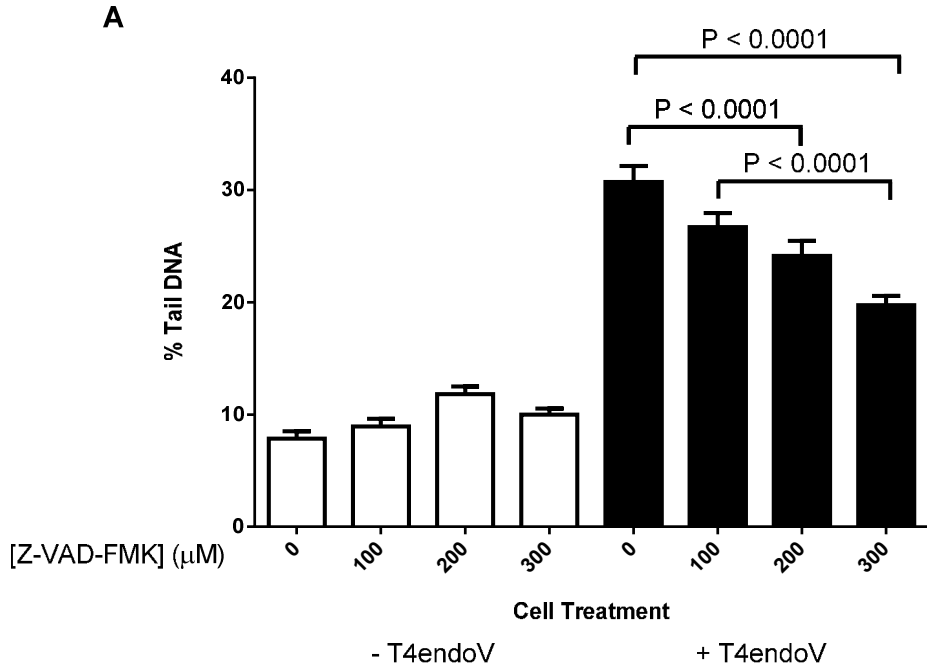 A
P < 0.0001
P < 0.0001
P < 0.0001
40
30
20
10
0
% Tail DNA
[Z-VAD-FMK] (μM)
0 100 200 300 0 100 200 300
Cell Treatment
- T4endoV + T4endoV